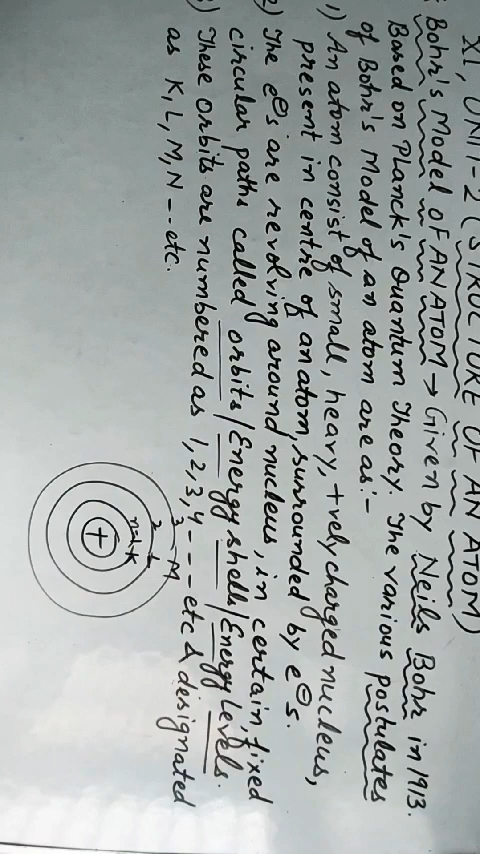 XI, UNIT-2 (STRUCTURE OF AN ATOM)
Bohr's Model OF AN ATOM → Given by Neils Bohr in 1913.
Based on Planck's Quantum Theory. The various postulates
of Bohr's Model of an atom are as:-
1) An atom consist of small, heavy, +vely charged nucleus,
present in centre of an atom, surrounded by e⊖s.
2) The e⊖s are revolving around nucleus, in certain, fixed
circular paths called orbits/Energy shells/Energy Levels.
) These orbits are numbered as 1,2,3,4 ---- etc & designated
as K, L, M, N --- etc.
3 M
2 L
n=1 K
+